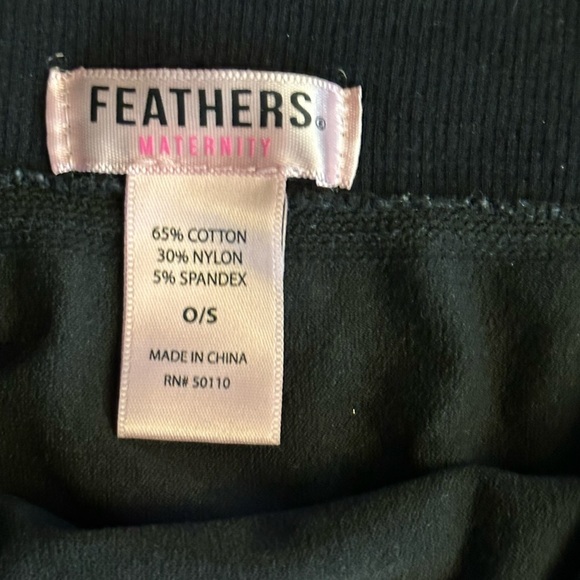 FEATHERS®
MATERNITY
65% COTTON
30% NYLON
5% SPANDEX
O/S
MADE IN CHINA
RN# 50110